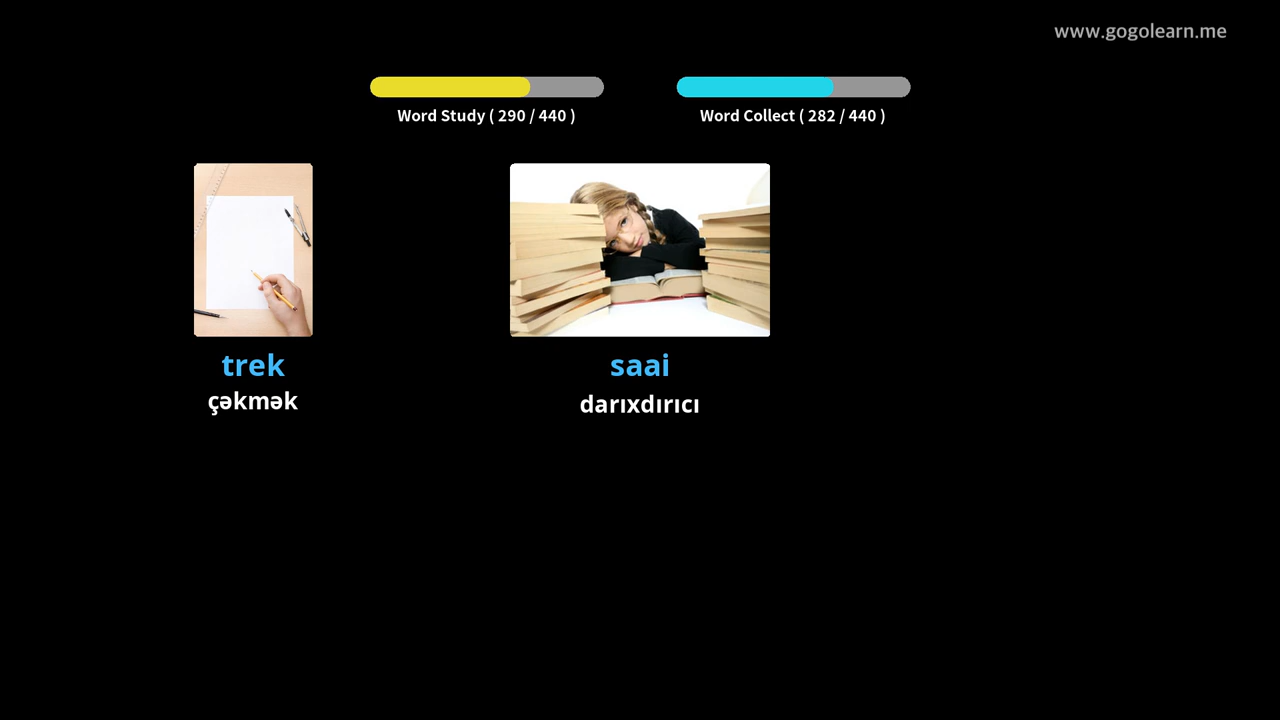 www.gogolearn.me
Word Study ( 290 / 440 )
Word Collect ( 282 / 440 )
trek
çəkmək
saai
darıxdırıcı